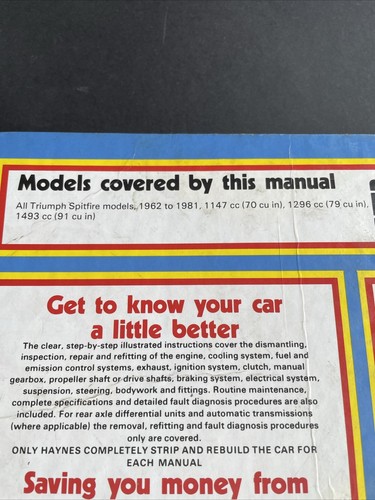 Models covered by this manual
All Triumph Spitfire models, 1962 to 1981, 1147 cc (70 cu in), 1296 cc (79 cu in),
1493 cc (91 cu in)
Get to know your car
a little better
The clear, step-by-step illustrated instructions cover the dismantling,
inspection, repair and refitting of the engine, cooling system, fuel and
emission control systems, exhaust, ignition system, clutch, manual
gearbox, propeller shaft or drive shafts, braking system, electrical system,
suspension, steering, bodywork and fittings. Routine maintenance,
complete specifications and detailed fault diagnosis procedures are also
included. For rear axle differential units and automatic transmissions
(where applicable) the removal, refitting and fault diagnosis procedures
only are covered.
ONLY HAYNES COMPLETELY STRIP AND REBUILD THE CAR FOR
EACH MANUAL
Saving you money from